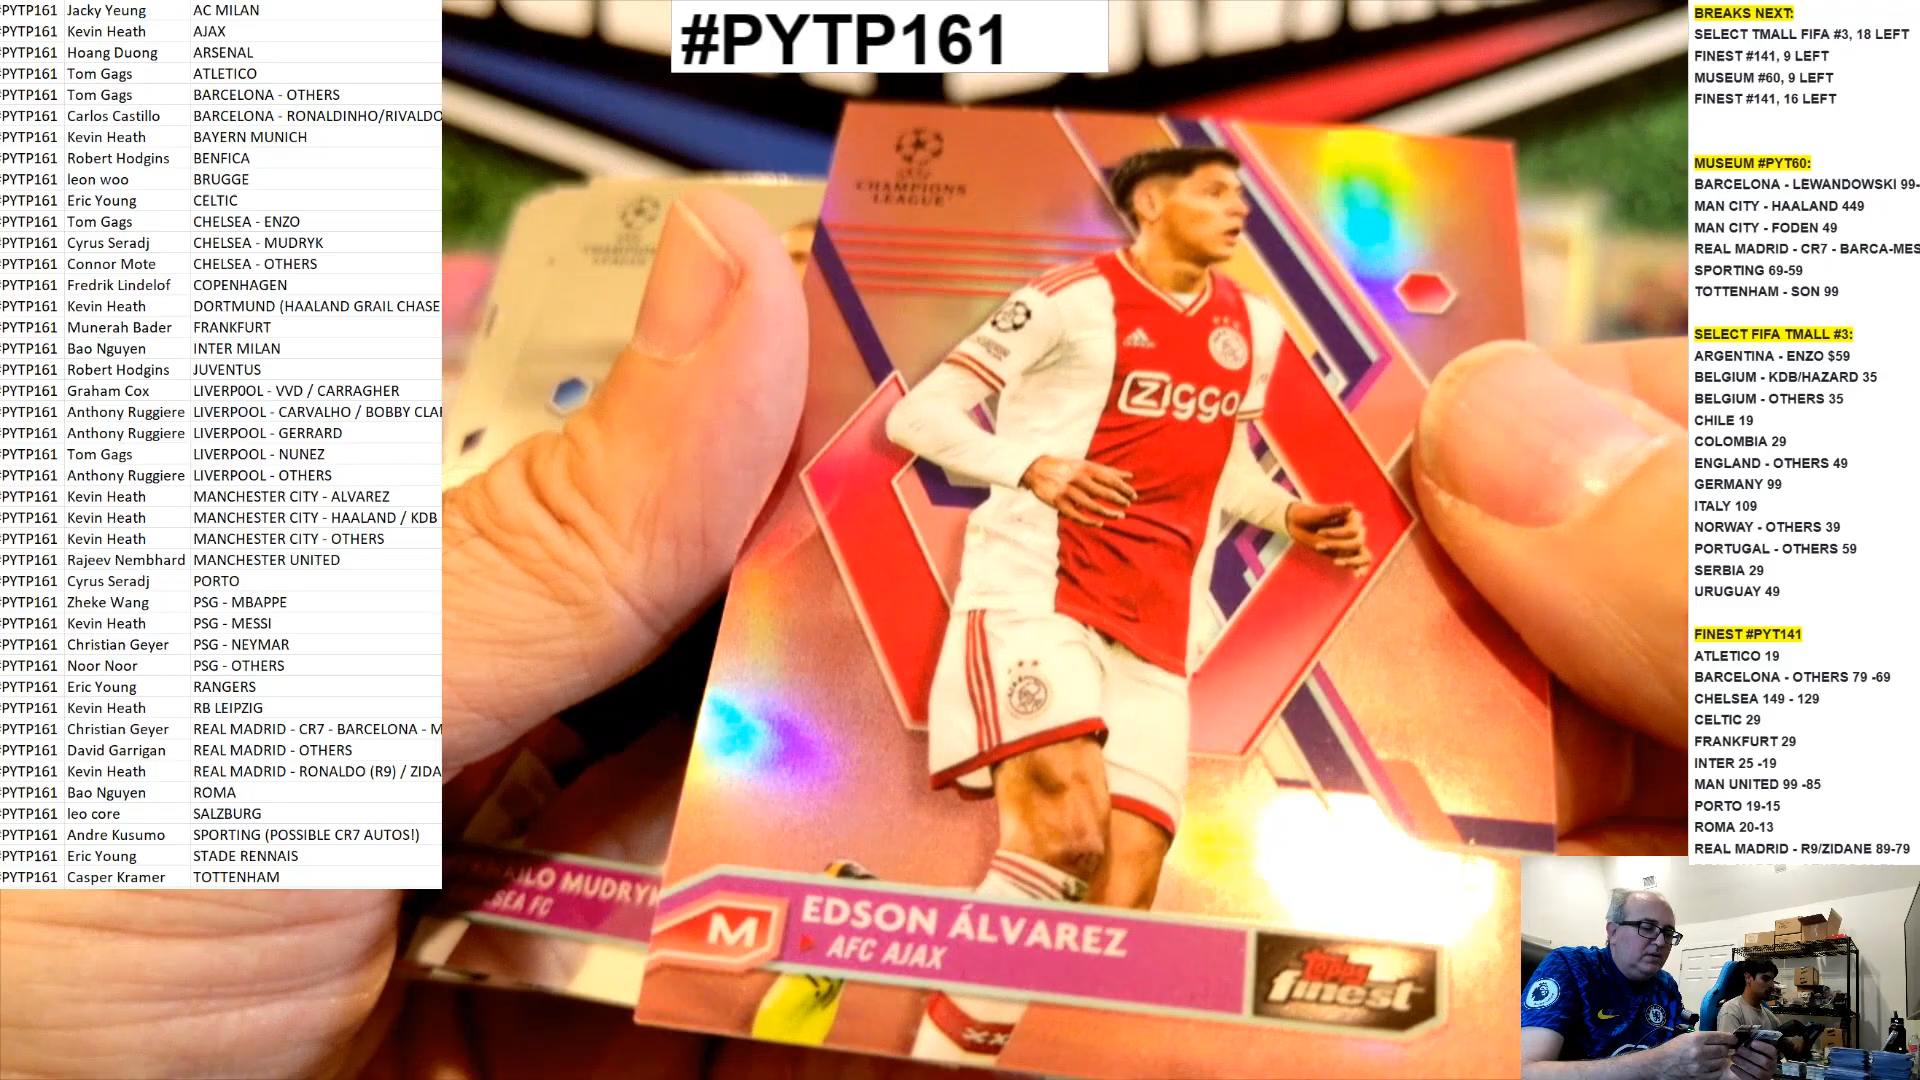 #PYTP161
#PYTP161 Jacky Yeung AC MILAN
#PYTP161 Kevin Heath AJAX
#PYTP161 Hoang Duong ARSENAL
#PYTP161 Tom Gags ATLETICO
#PYTP161 Tom Gags BARCELONA - OTHERS
#PYTP161 Carlos Castillo BARCELONA - RONALDINHO/RIVALDO
#PYTP161 Kevin Heath BAYERN MUNICH
#PYTP161 Robert Hodgins BENFICA
#PYTP161 leon woo BRUGGE
#PYTP161 Eric Young CELTIC
#PYTP161 Tom Gags CHELSEA - ENZO
#PYTP161 Cyrus Seradj CHELSEA - MUDRYK
#PYTP161 Connor Mote CHELSEA - OTHERS
#PYTP161 Fredrik Lindelof COPENHAGEN
#PYTP161 Kevin Heath DORTMUND (HAALAND GRAIL CHASE
#PYTP161 Munerah Bader FRANKFURT
#PYTP161 Bao Nguyen INTER MILAN
#PYTP161 Robert Hodgins JUVENTUS
#PYTP161 Graham Cox LIVERP0OL - VVD / CARRAGHER
#PYTP161 Anthony Ruggiere LIVERPOOL - CARVALHO / BOBBY CLAI
#PYTP161 Anthony Ruggiere LIVERPOOL - GERRARD
#PYTP161 Tom Gags LIVERPOOL - NUNEZ
#PYTP161 Anthony Ruggiere LIVERPOOL - OTHERS
#PYTP161 Kevin Heath MANCHESTER CITY - ALVAREZ
#PYTP161 Kevin Heath MANCHESTER CITY - HAALAND / KDB
#PYTP161 Kevin Heath MANCHESTER CITY - OTHERS
#PYTP161 Rajeev Nembhard MANCHESTER UNITED
#PYTP161 Cyrus Seradj PORTO
#PYTP161 Zheke Wang PSG - MBAPPE
#PYTP161 Kevin Heath PSG - MESSI
#PYTP161 Christian Geyer PSG - NEYMAR
#PYTP161 Noor Noor PSG - OTHERS
#PYTP161 Eric Young RANGERS
#PYTP161 Kevin Heath RB LEIPZIG
#PYTP161 Christian Geyer REAL MADRID - CR7 - BARCELONA - M
#PYTP161 David Garrigan REAL MADRID - OTHERS
#PYTP161 Kevin Heath REAL MADRID - RONALDO (R9) / ZIDA
#PYTP161 Bao Nguyen ROMA
#PYTP161 leo core SALZBURG
#PYTP161 Andre Kusumo SPORTING (POSSIBLE CR7 AUTOS!)
#PYTP161 Eric Young STADE RENNAIS
#PYTP161 Casper Kramer TOTTENHAM
CHAMPIONS
LEAGUE
CHAMPIONS
LEAGUE
ZIGGO
MUDRYK
SEA FC
M
EDSON ÁLVAREZ
AFC AJAX
Topps
finest
BREAKS NEXT:
SELECT TMALL FIFA #3, 18 LEFT
FINEST #141, 9 LEFT
MUSEUM #60, 9 LEFT
FINEST #141, 16 LEFT
MUSEUM #PYT60:
BARCELONA - LEWANDOWSKI 99-
MAN CITY - HAALAND 449
MAN CITY - FODEN 49
REAL MADRID - CR7 - BARCA-MES
SPORTING 69-59
TOTTENHAM - SON 99
SELECT FIFA TMALL #3:
ARGENTINA - ENZO $59
BELGIUM - KDB/HAZARD 35
BELGIUM - OTHERS 35
CHILE 19
COLOMBIA 29
ENGLAND - OTHERS 49
GERMANY 99
ITALY 109
NORWAY - OTHERS 39
PORTUGAL - OTHERS 59
SERBIA 29
URUGUAY 49
FINEST #PYT141
ATLETICO 19
BARCELONA - OTHERS 79 -69
CHELSEA 149 - 129
CELTIC 29
FRANKFURT 29
INTER 25 -19
MAN UNITED 99 -85
PORTO 19-15
ROMA 20-13
REAL MADRID - R9/ZIDANE 89-79